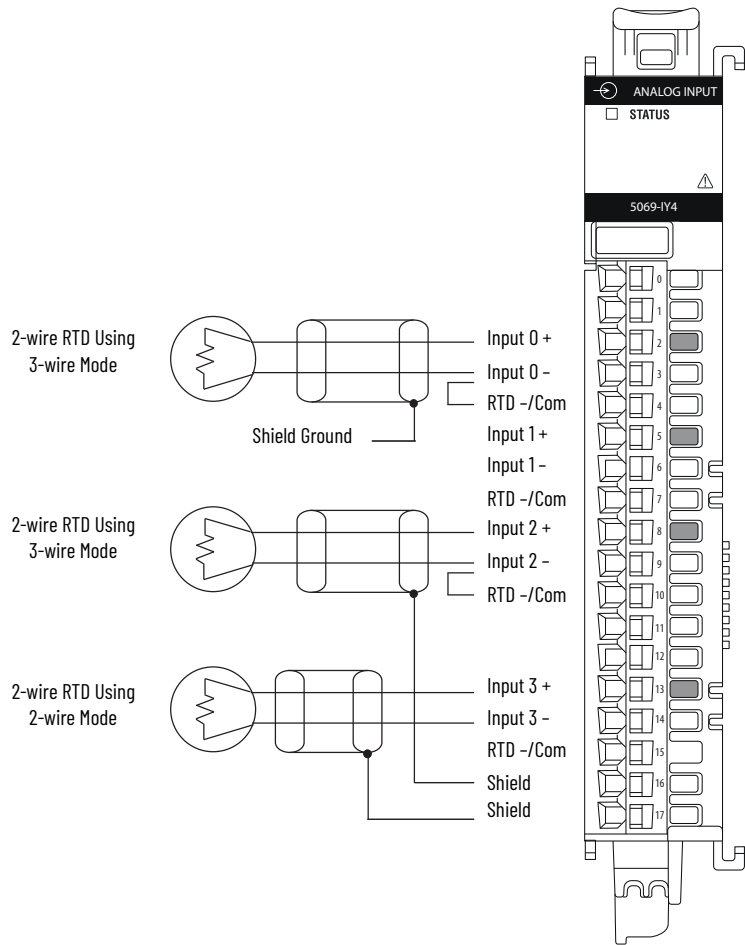 ANALOG INPUT
STATUS
5069-IY4
2-wire RTD Using
3-wire Mode
Input 0 +
Input 0 -
RTD -/Com
Shield Ground
Input 1 +
Input 1 -
RTD -/Com
2-wire RTD Using
3-wire Mode
Input 2 +
Input 2 -
RTD -/Com
2-wire RTD Using
2-wire Mode
Input 3 +
Input 3 -
RTD -/Com
Shield
Shield
0
1
2
3
4
5
6
7
8
9
10
11
12
13
14
15
16
17